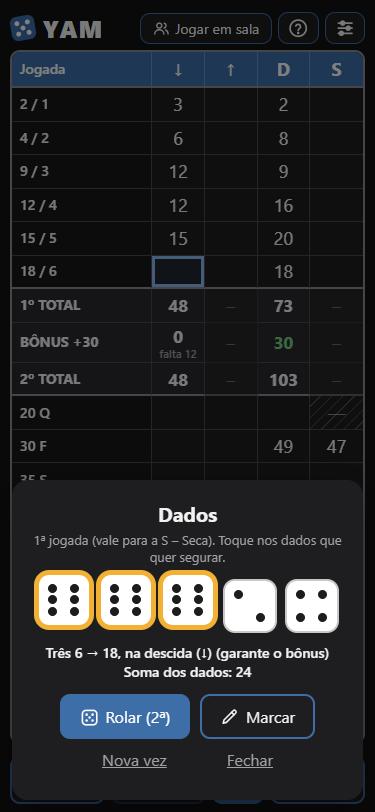 YAM Jogar em sala
Jogada ↓ ↑ D S
2 / 1 3 2
4 / 2 6 8
9 / 3 12 9
12 / 4 12 16
15 / 5 15 20
18 / 6 18
1º TOTAL 48 – 73 –
BÔNUS +30 0 – 30 –
falta 12
2º TOTAL 48 – 103 –
20 Q —
30 F 49 47
Dados
1ª jogada (vale para a S – Seca). Toque nos dados que
quer segurar.
Três 6 → 18, na descida (↓) (garante o bônus)
Soma dos dados: 24
Rolar (2ª) Marcar
Nova vez Fechar